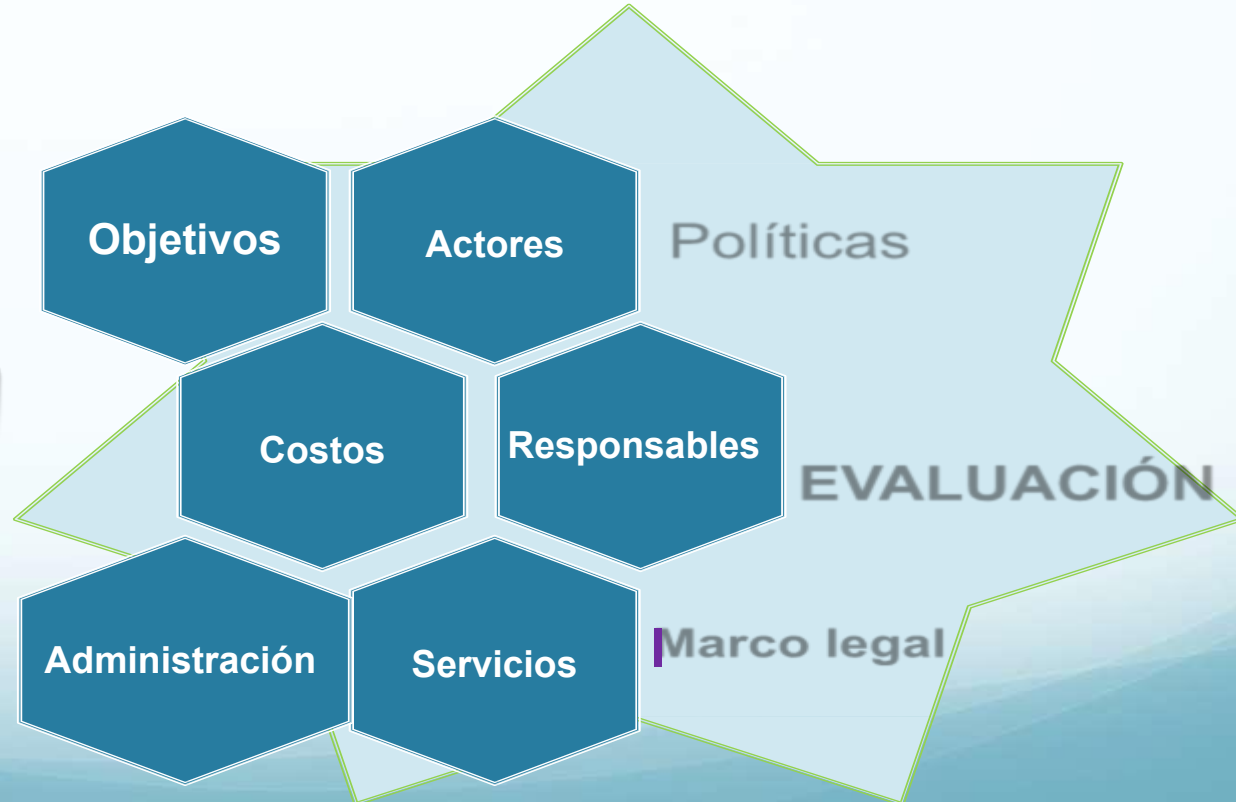 Objetivos
Actores
Políticas
Costos
Responsables
EVALUACIÓN
Administración
Servicios
Marco legal